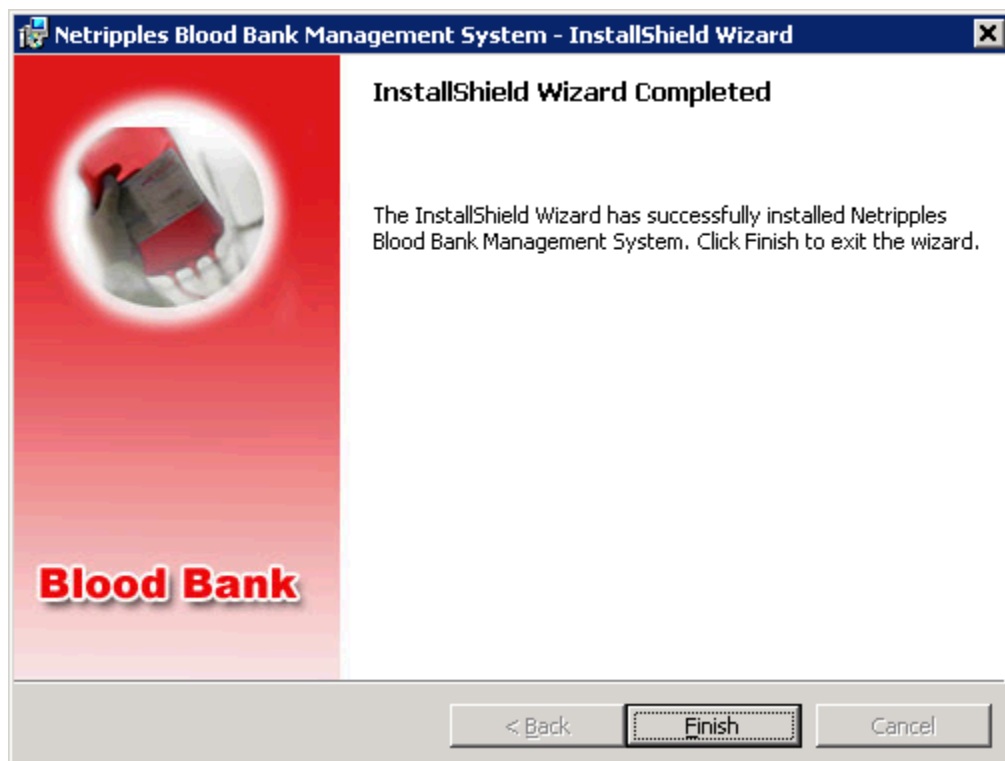 Netripples Blood Bank Management System - InstallShield Wizard
InstallShield Wizard Completed
The InstallShield Wizard has successfully installed Netripples
Blood Bank Management System. Click Finish to exit the wizard.
Blood Bank
< Back
Finish
Cancel